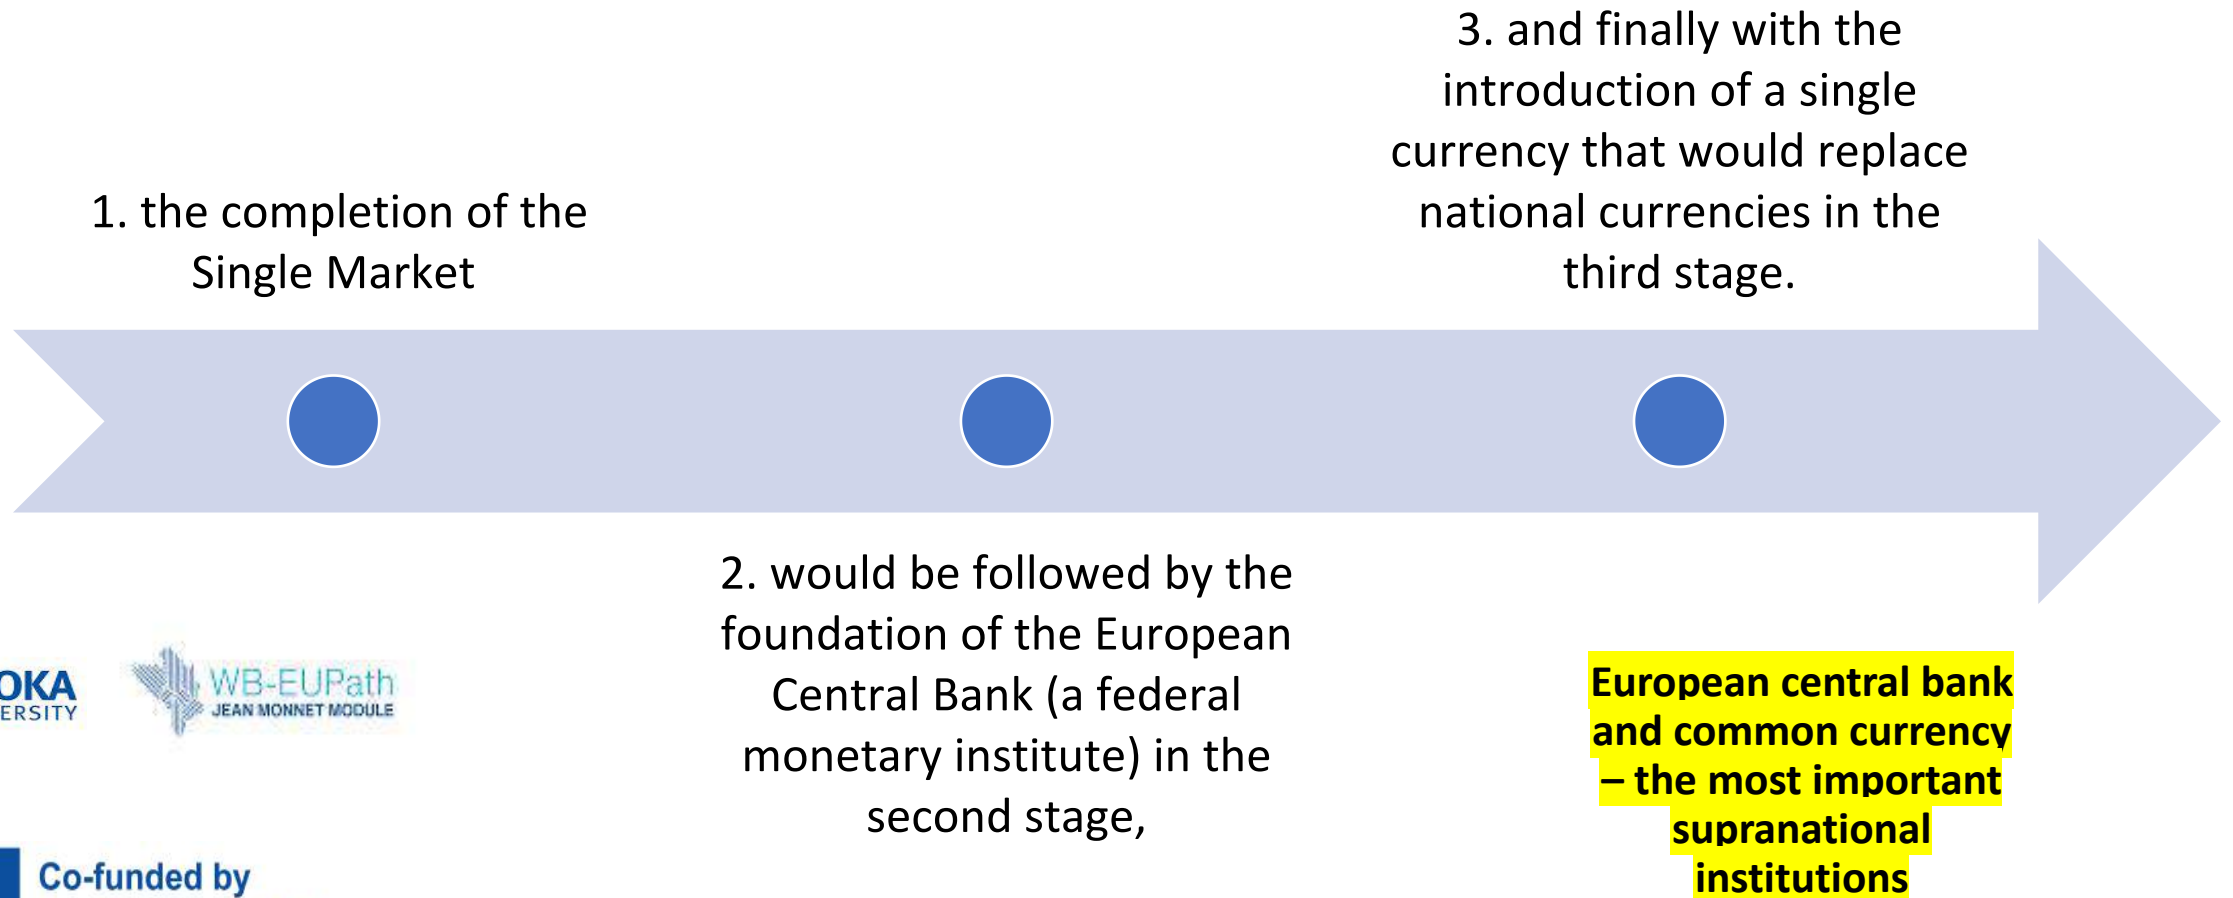 1. the completion of the
Single Market
2. would be followed by the
foundation of the European
Central Bank (a federal
monetary institute) in the
second stage,
3. and finally with the
introduction of a single
currency that would replace
national currencies in the
third stage.
European central bank
and common currency
– the most important
supranational
institutions
WB-EUPath
JEAN MONNET MODULE
Co-funded by